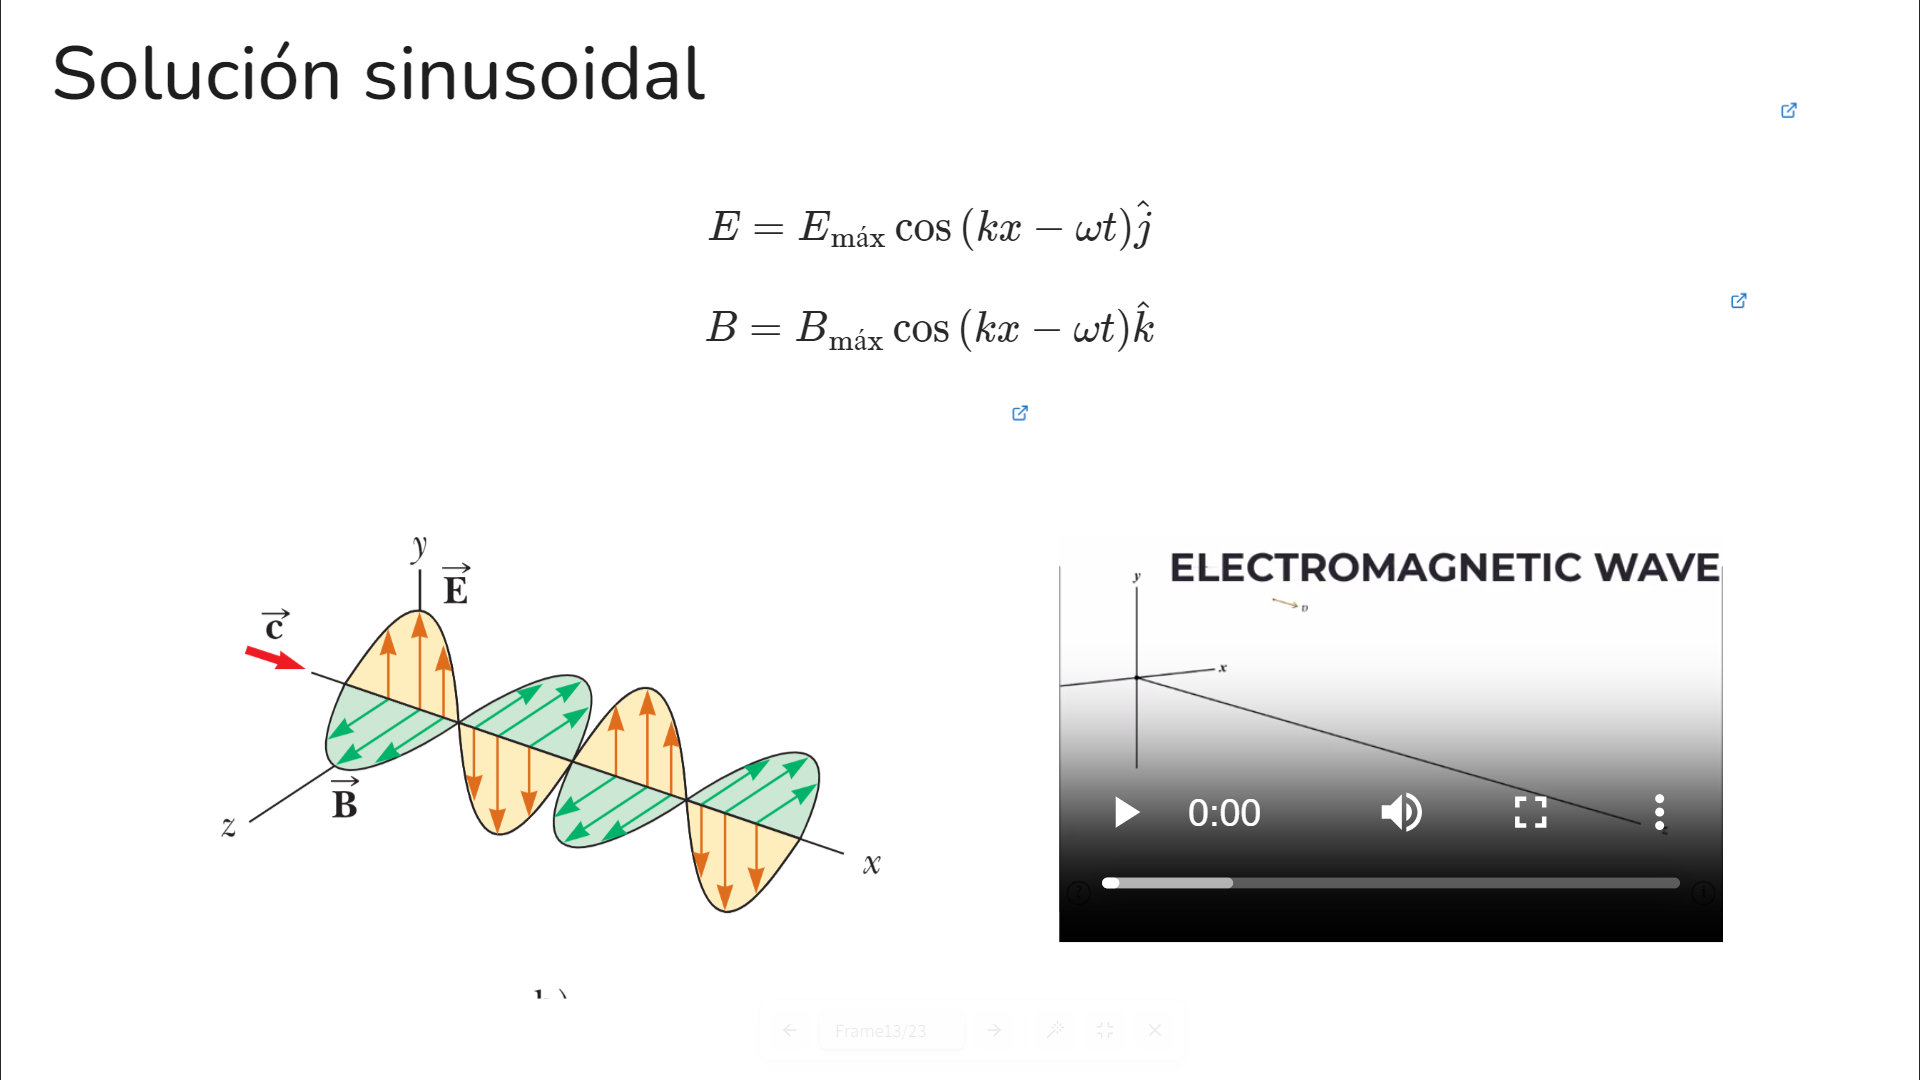 Solución sinusoidal
E = E_máx cos (kx − ωt)ĵ
B = B_máx cos (kx − ωt)k̂
y
E⃗
c⃗
B⃗
z
x
ELECTROMAGNETIC WAVE
y
v
x
z
0:00
Frame13/23